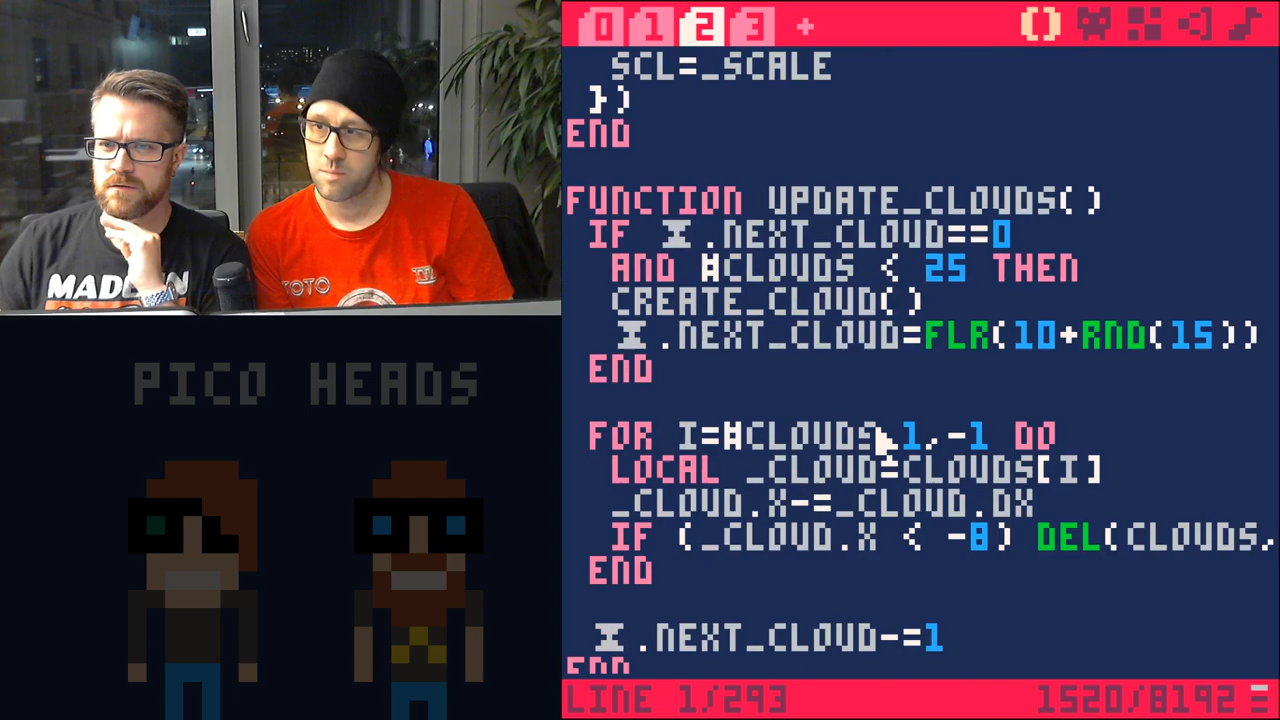 0 1 2 3 +
SCL=_SCALE
})
END
FUNCTION UPDATE_CLOUDS()
IF I.NEXT_CLOUD==0
AND #CLOUDS < 25 THEN
CREATE_CLOUD()
I.NEXT_CLOUD=FLR(10+RND(15))
END
FOR I=#CLOUDS,1,-1 DO
LOCAL _CLOUD=CLOUDS[I]
_CLOUD.X-=_CLOUD.DX
IF (_CLOUD.X < -8) DEL(CLOUDS,
END
I.NEXT_CLOUD-=1
END
LINE 1/293 1520/8192
PICO HEADS
TOTO